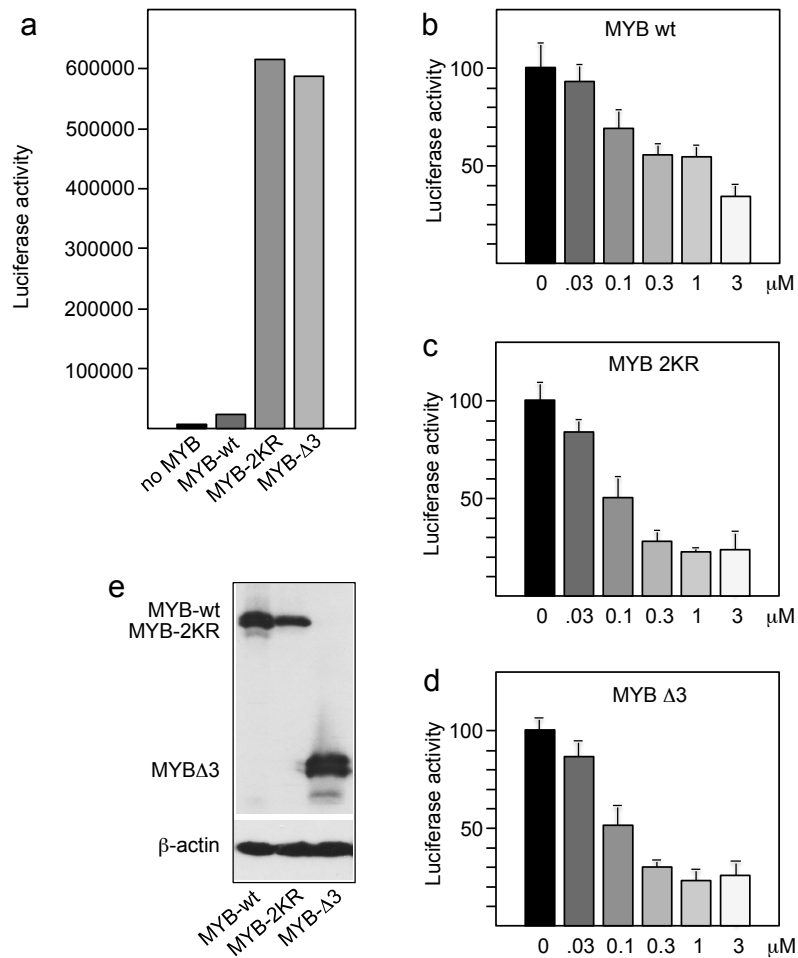 a
Luciferase activity
600000
500000
400000
300000
200000
100000
no MYB
MYB-wt
MYB-2KR
MYB-Δ3
b
MYB wt
Luciferase activity
100
50
0 .03 0.1 0.3 1 3 μM
c
MYB 2KR
Luciferase activity
100
50
0 .03 0.1 0.3 1 3 μM
d
MYB Δ3
Luciferase activity
100
50
0 .03 0.1 0.3 1 3 μM
e
MYB-wt
MYB-2KR
MYBΔ3
β-actin
MYB-wt
MYB-2KR
MYB-Δ3